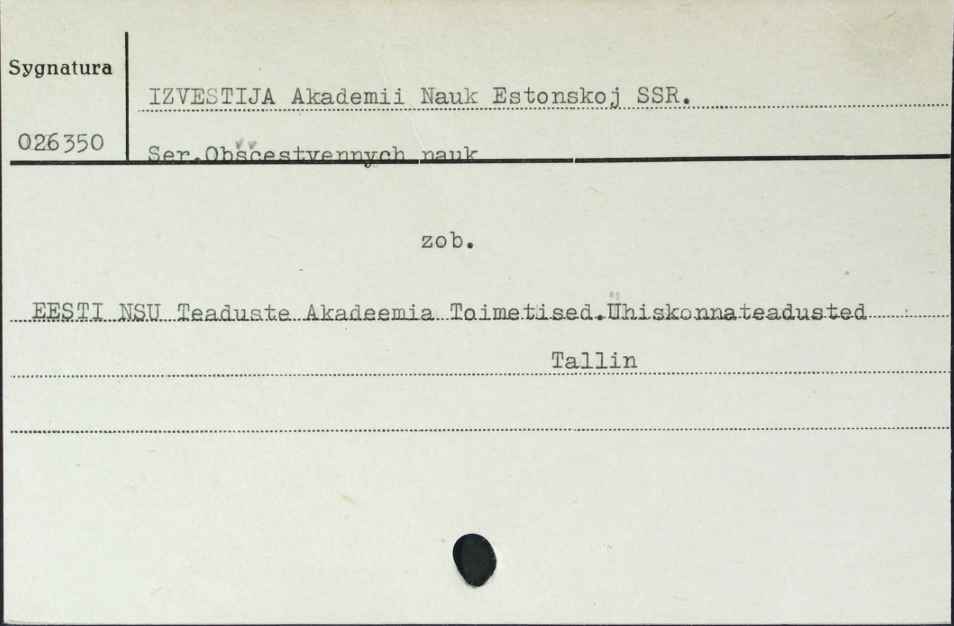 Sygnatura
IZVESTIJA Akademii Nauk Estonskoj SSR.
026350
Ser.Obščestvennych nauk
zob.
EESTI NSU Teaduste Akadeemia Toimetised.Ühiskonnateadusted
Tallin